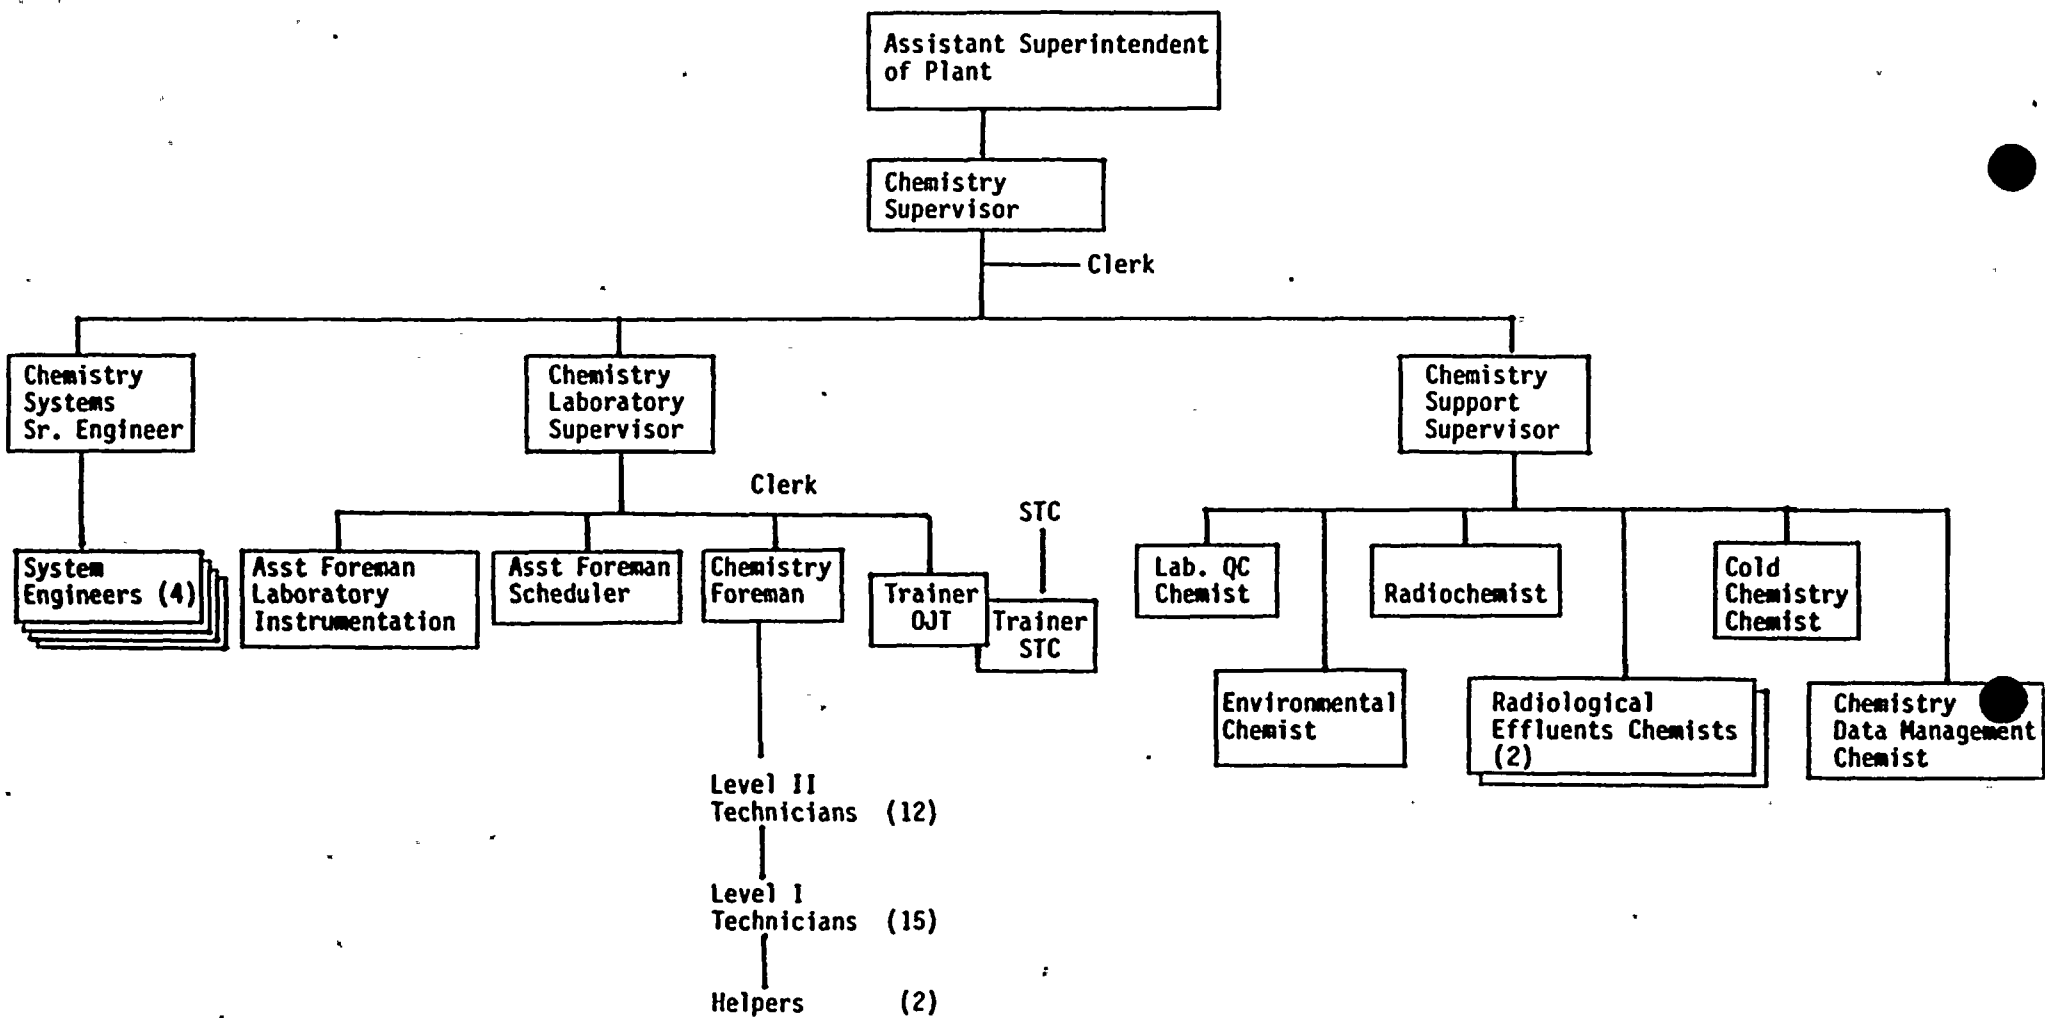 Assistant Superintendent
of Plant
Chemistry
Supervisor
Clerk
Chemistry
Systems
Sr. Engineer
Chemistry
Laboratory
Supervisor
Chemistry
Support
Supervisor
Clerk
STC
System
Engineers (4)
Asst Foreman
Laboratory
Instrumentation
Asst Foreman
Scheduler
Chemistry
Foreman
Trainer
OJT
Trainer
STC
Lab. QC
Chemist
Radiochemist
Cold
Chemistry
Chemist
Environmental
Chemist
Radiological
Effluents Chemists
(2)
Chemistry
Data Management
Chemist
Level II
Technicians (12)
Level I
Technicians (15)
Helpers (2)